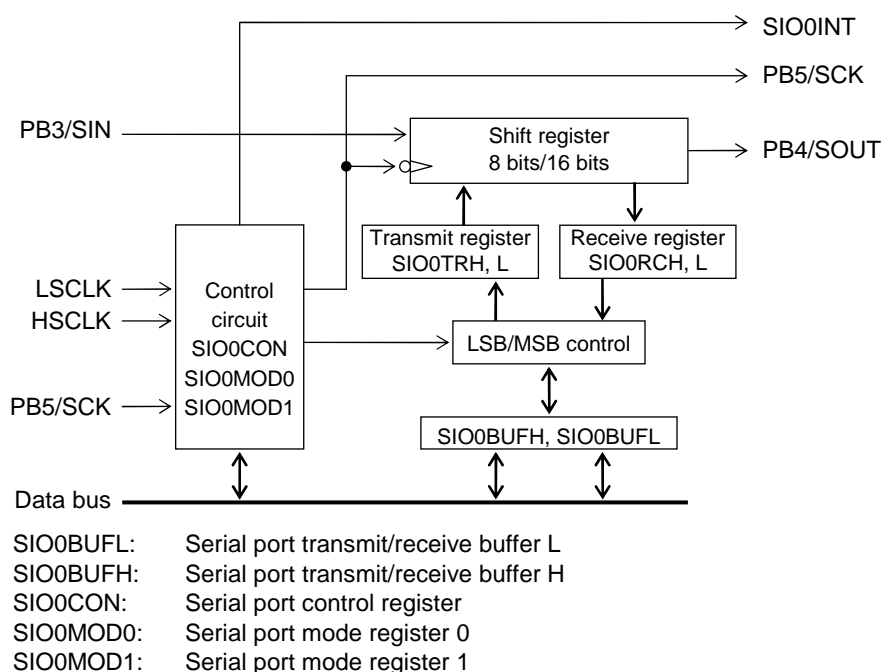 SIO0INT
PB5/SCK
PB3/SIN
Shift register
8 bits/16 bits
PB4/SOUT
Transmit register
SIO0TRH, L
Receive register
SIO0RCH, L
LSCLK
HSCLK
PB5/SCK
Control
circuit
SIO0CON
SIO0MOD0
SIO0MOD1
LSB/MSB control
SIO0BUFH, SIO0BUFL
Data bus
SIO0BUFL: Serial port transmit/receive buffer L
SIO0BUFH: Serial port transmit/receive buffer H
SIO0CON: Serial port control register
SIO0MOD0: Serial port mode register 0
SIO0MOD1: Serial port mode register 1